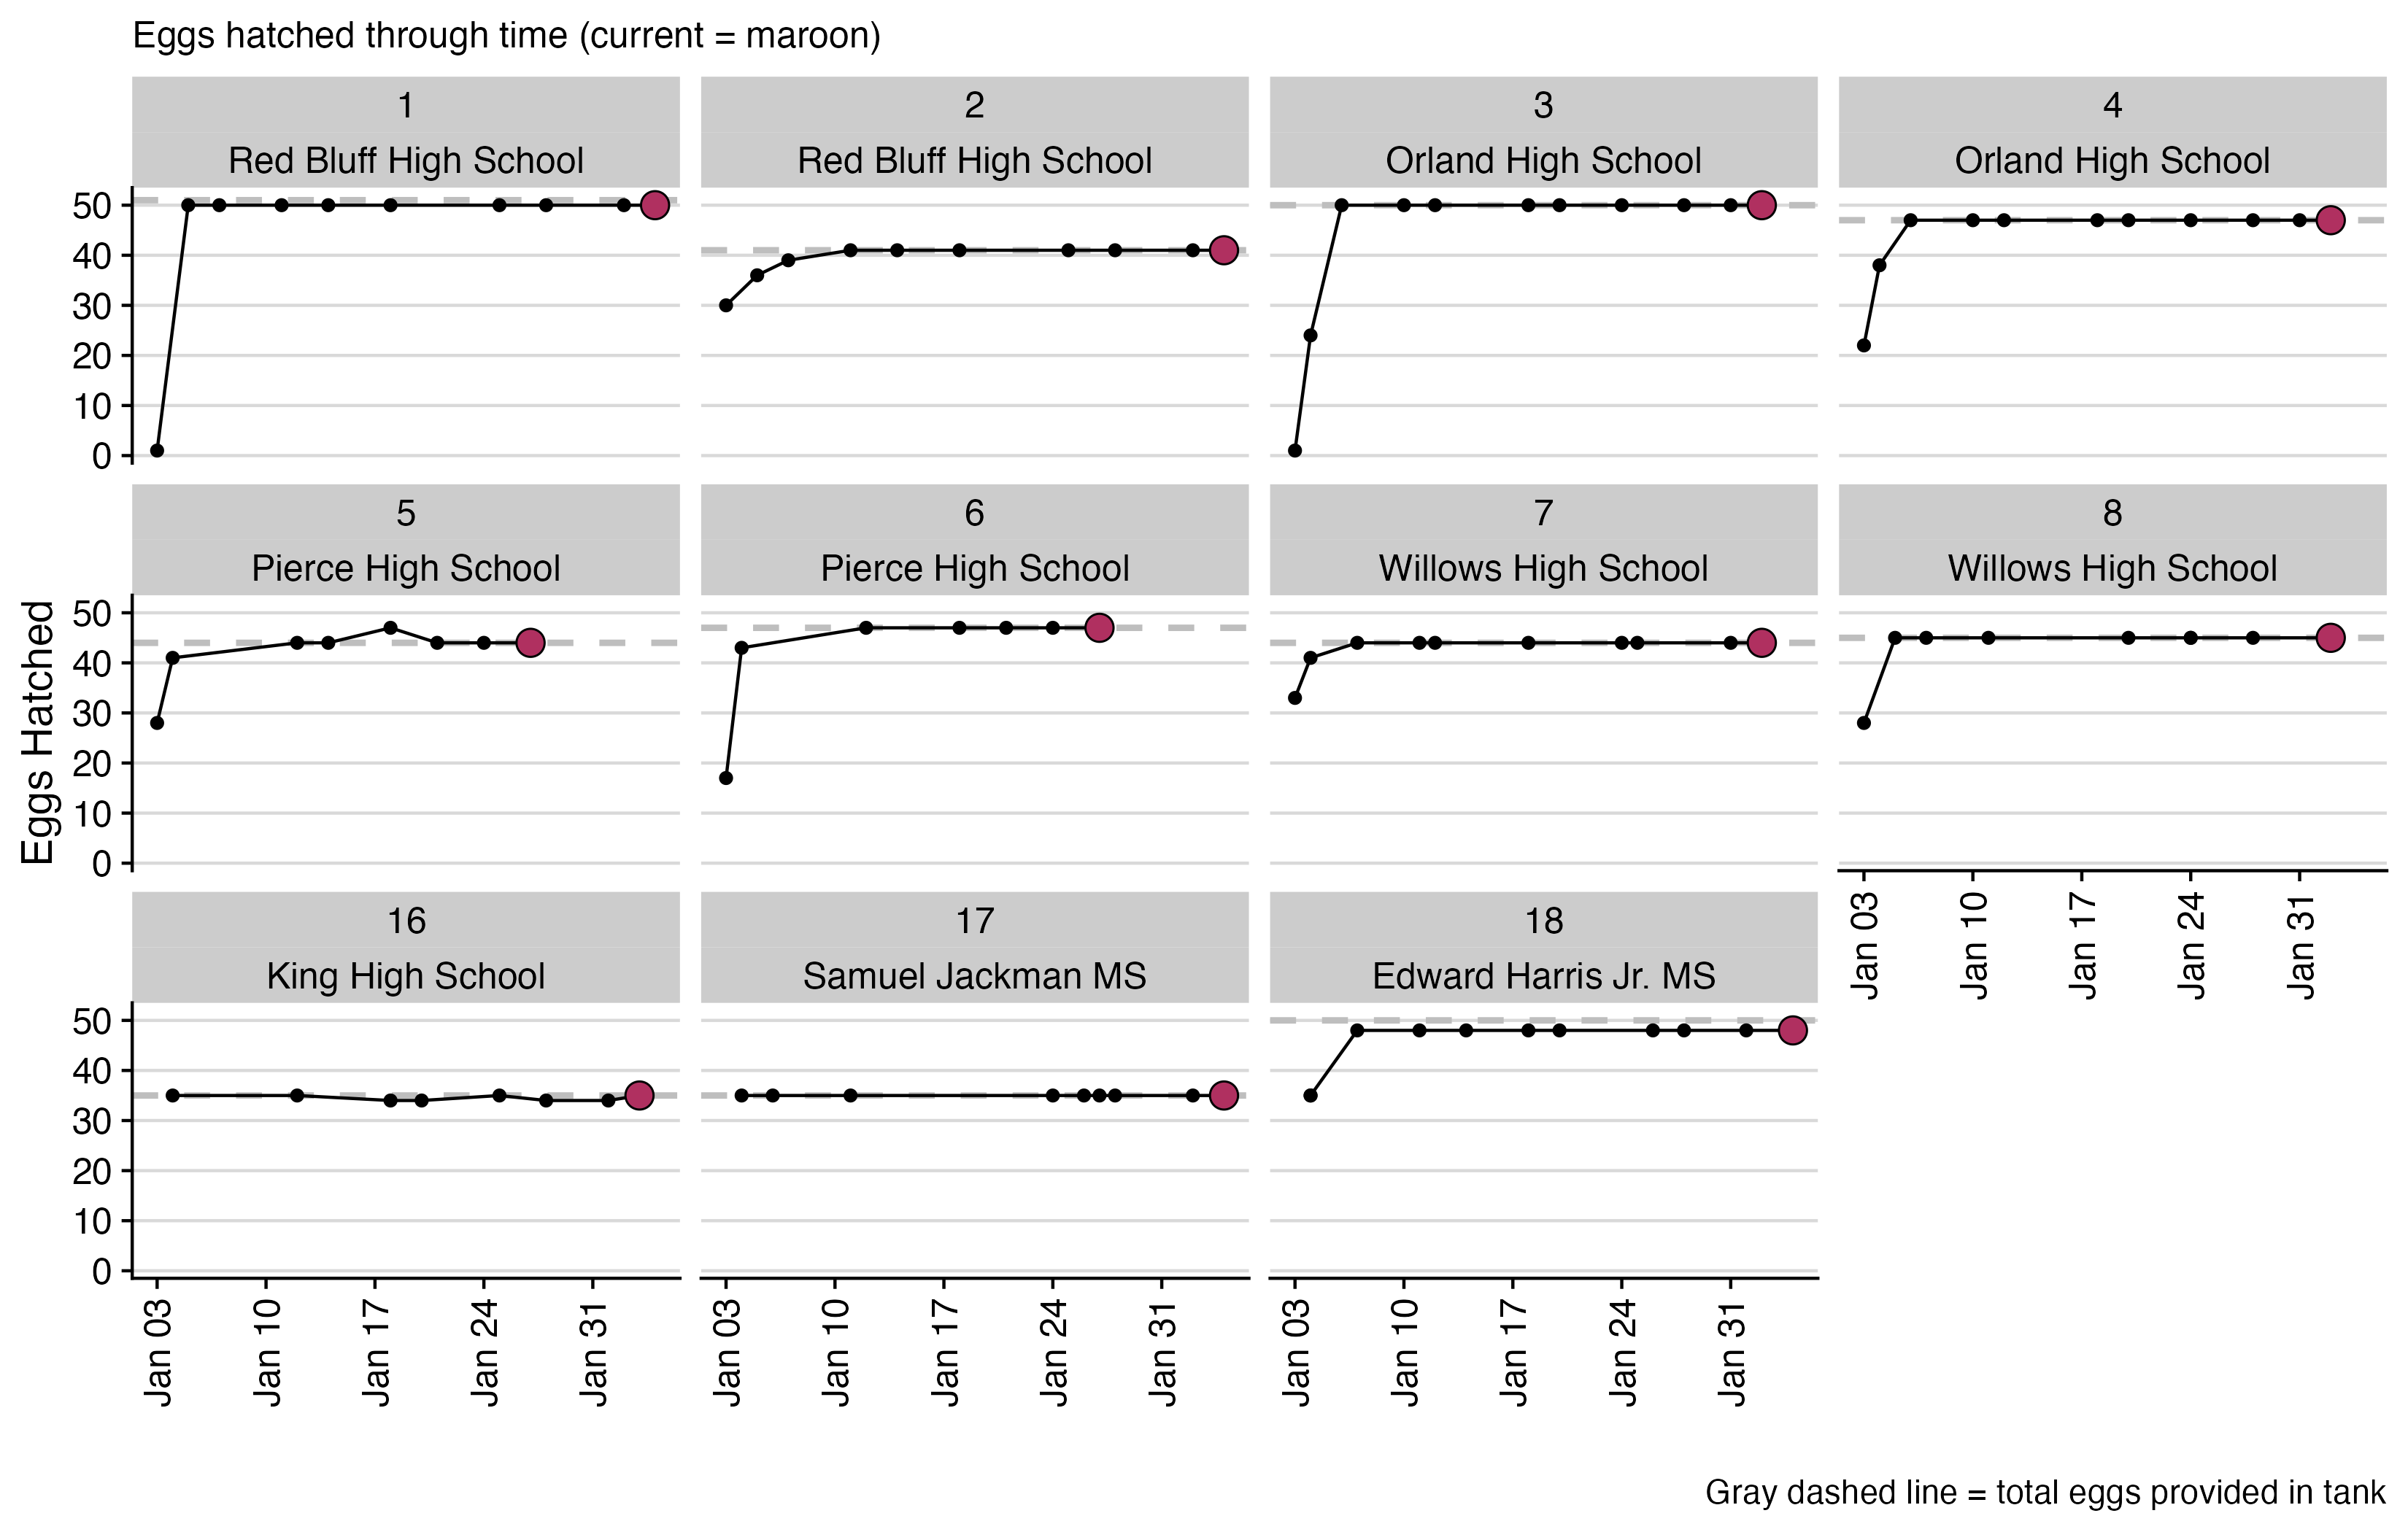 Eggs hatched through time (current = maroon)
1
Red Bluff High School
2
Red Bluff High School
3
Orland High School
4
Orland High School
50
40
30
20
10
0
5
Pierce High School
6
Pierce High School
7
Willows High School
8
Willows High School
Eggs Hatched
50
40
30
20
10
0
Jan 03
Jan 10
Jan 17
Jan 24
Jan 31
16
King High School
17
Samuel Jackman MS
18
Edward Harris Jr. MS
50
40
30
20
10
0
Jan 03
Jan 10
Jan 17
Jan 24
Jan 31
Jan 03
Jan 10
Jan 17
Jan 24
Jan 31
Jan 03
Jan 10
Jan 17
Jan 24
Jan 31
Gray dashed line = total eggs provided in tank